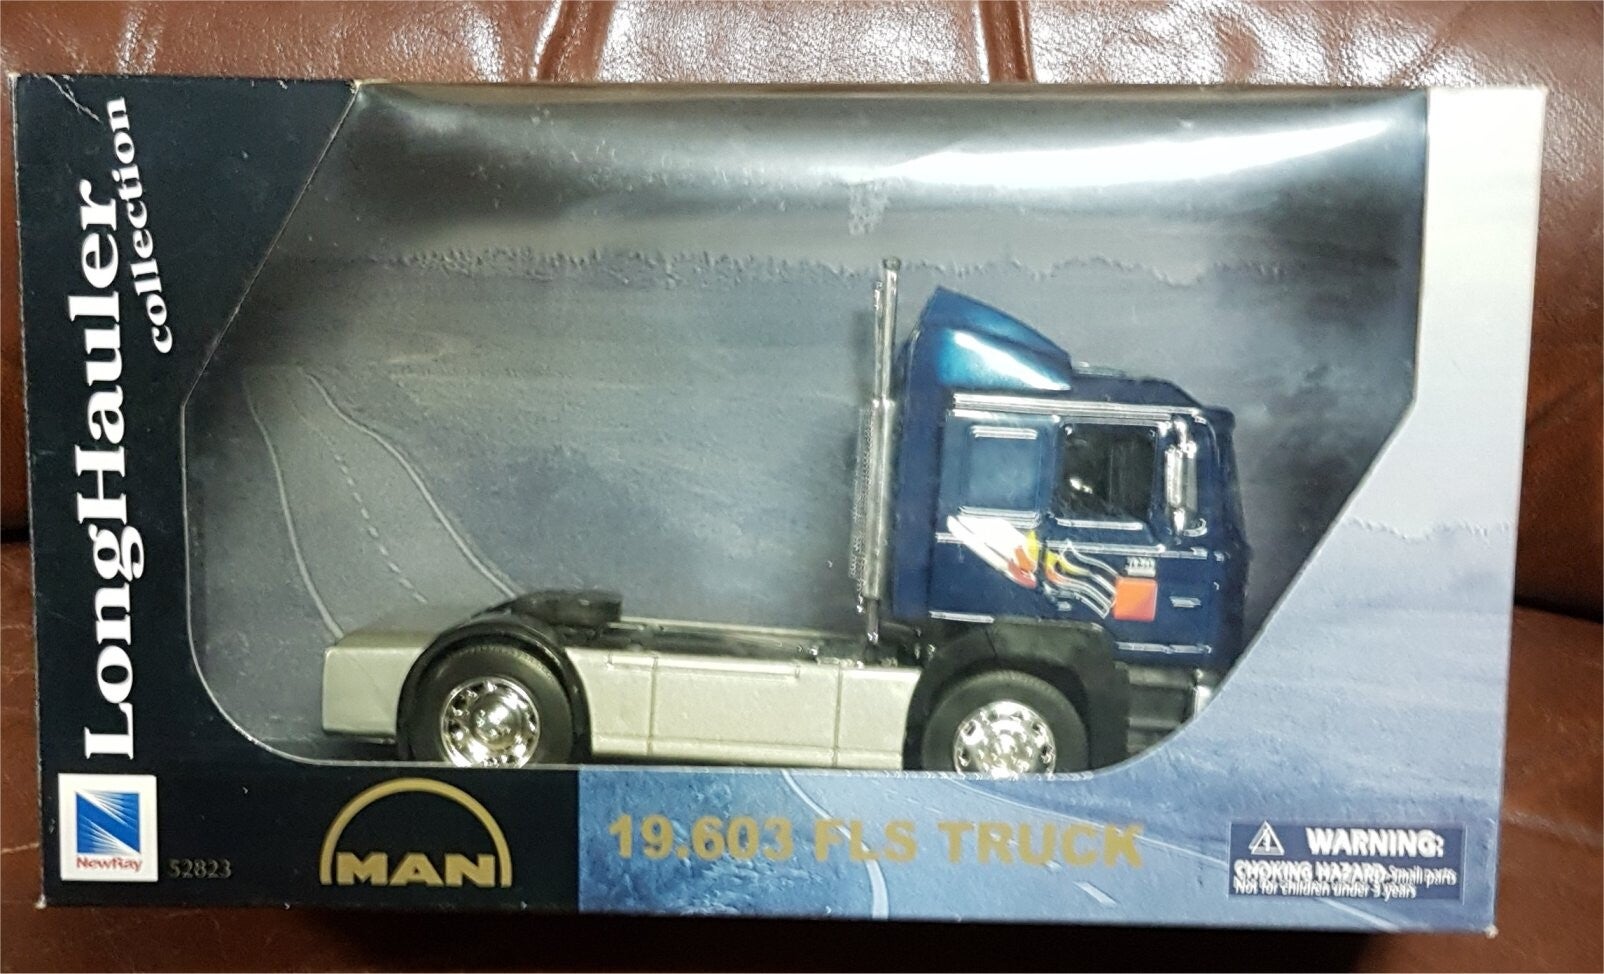 LongHauler
collection
NewRay
52823
MAN
19.603 FLS TRUCK
WARNING:
CHOKING HAZARD-Small parts
Not for children under 3 years